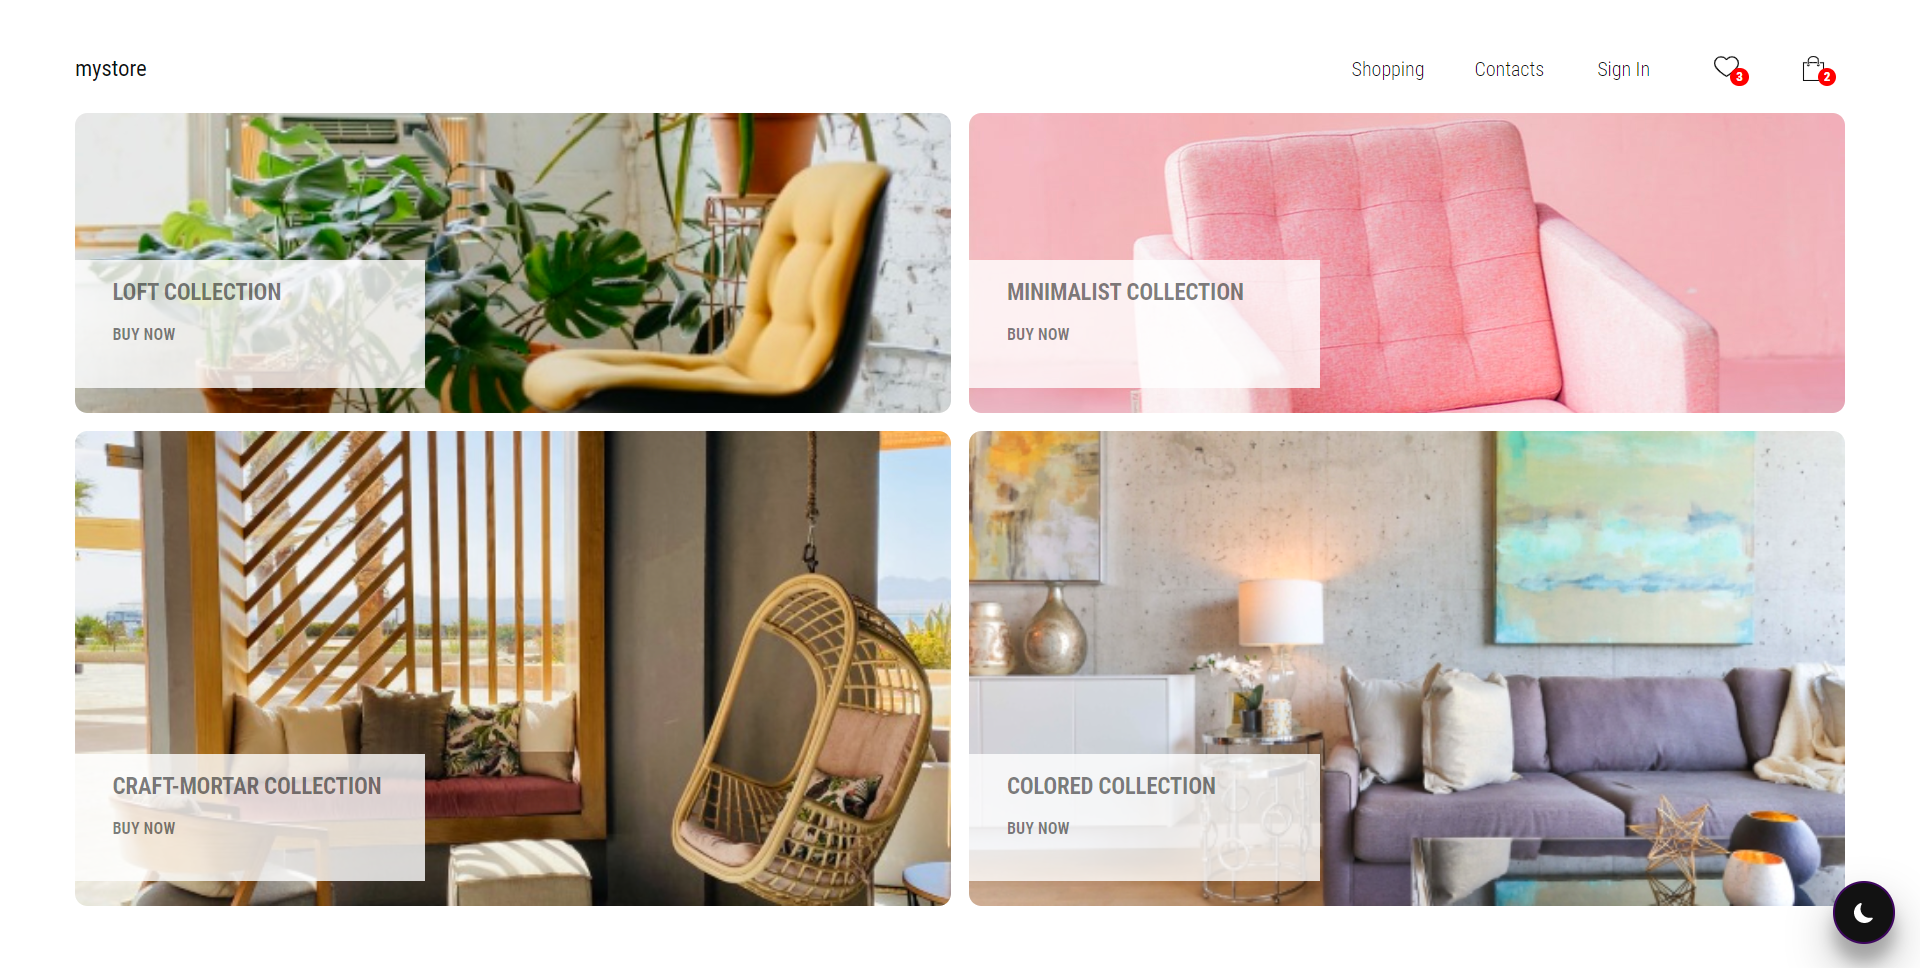 mystore
Shopping
Contacts
Sign In
3
2
LOFT COLLECTION
BUY NOW
MINIMALIST COLLECTION
BUY NOW
CRAFT-MORTAR COLLECTION
BUY NOW
COLORED COLLECTION
BUY NOW